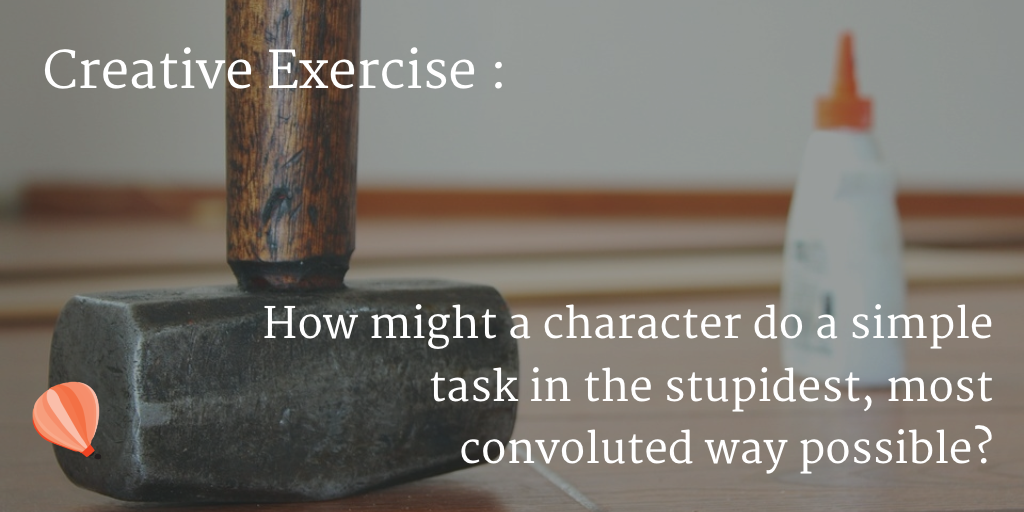 Creative Exercise :
How might a character do a simple
task in the stupidest, most
convoluted way possible?